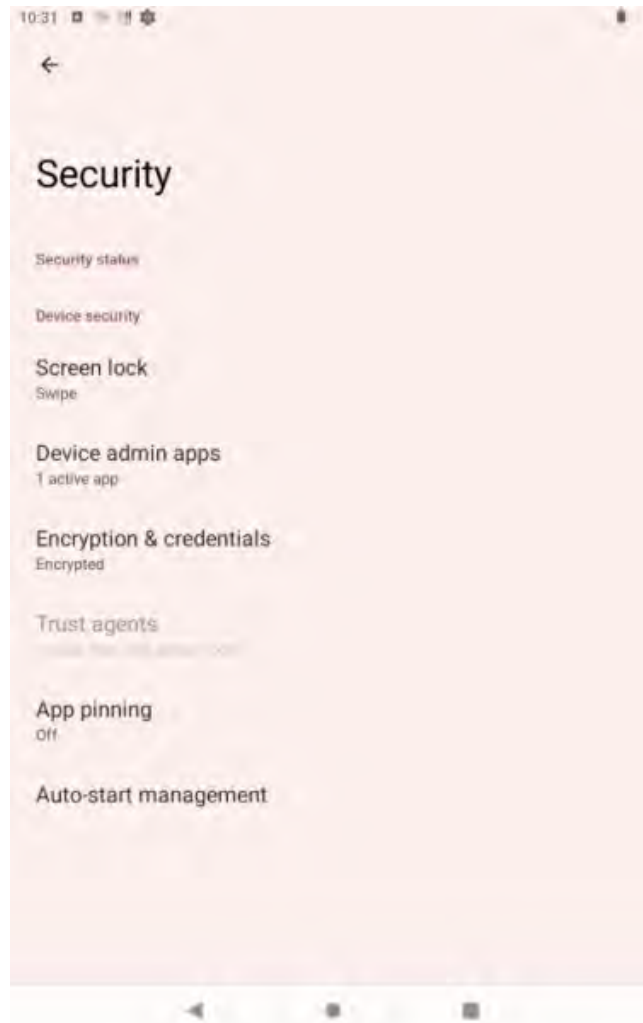 10:31
Security
Security status
Device security
Screen lock
Swipe
Device admin apps
1 active app
Encryption & credentials
Encrypted
Trust agents
App pinning
Off
Auto-start management